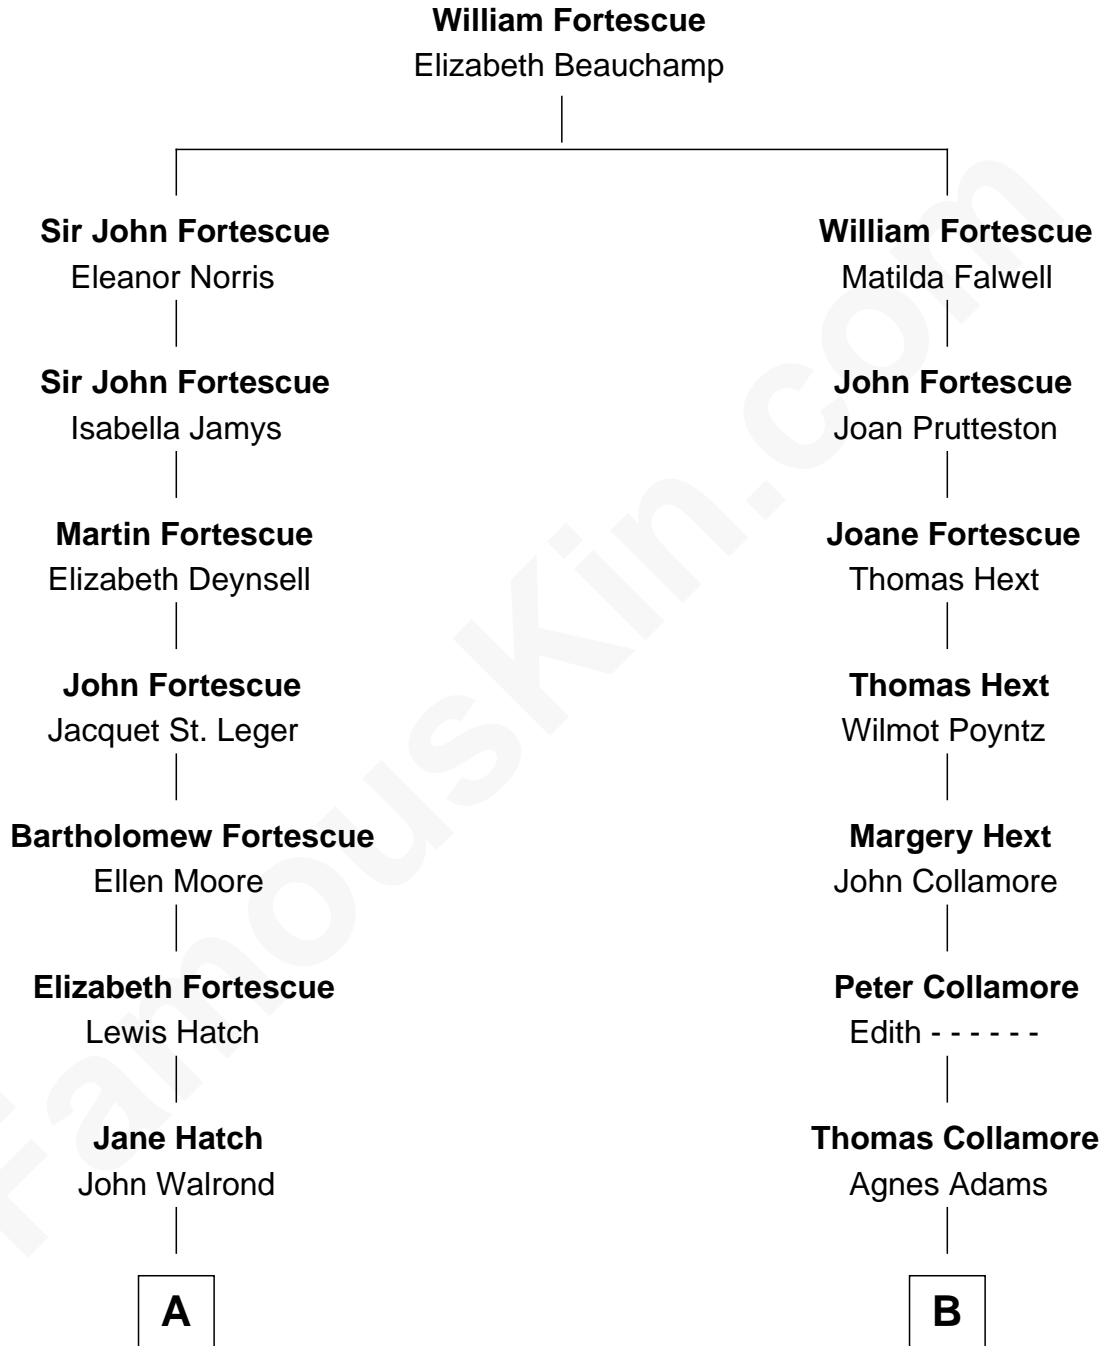 William Fortescue
Elizabeth Beauchamp
Sir John Fortescue
Eleanor Norris
William Fortescue
Matilda Falwell
Sir John Fortescue
Isabella Jamys
John Fortescue
Joan Prutteston
Martin Fortescue
Elizabeth Deynsell
Joane Fortescue
Thomas Hext
John Fortescue
Jacquet St. Leger
Thomas Hext
Wilmot Poyntz
Bartholomew Fortescue
Ellen Moore
Margery Hext
John Collamore
Elizabeth Fortescue
Lewis Hatch
Peter Collamore
Edith - - - - - -
Jane Hatch
John Walrond
Thomas Collamore
Agnes Adams
A
B
FamousKin.com